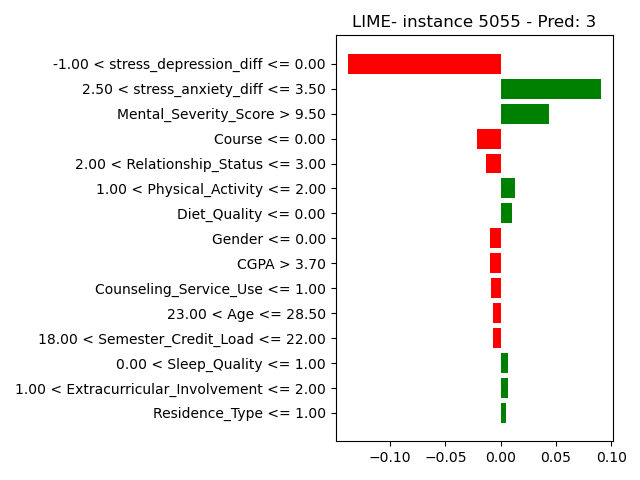 LIME- instance 5055 - Pred: 3
-1.00 < stress_depression_diff <= 0.00
2.50 < stress_anxiety_diff <= 3.50
Mental_Severity_Score > 9.50
Course <= 0.00
2.00 < Relationship_Status <= 3.00
1.00 < Physical_Activity <= 2.00
Diet_Quality <= 0.00
Gender <= 0.00
CGPA > 3.70
Counseling_Service_Use <= 1.00
23.00 < Age <= 28.50
18.00 < Semester_Credit_Load <= 22.00
0.00 < Sleep_Quality <= 1.00
1.00 < Extracurricular_Involvement <= 2.00
Residence_Type <= 1.00
−0.10 −0.05 0.00 0.05 0.10